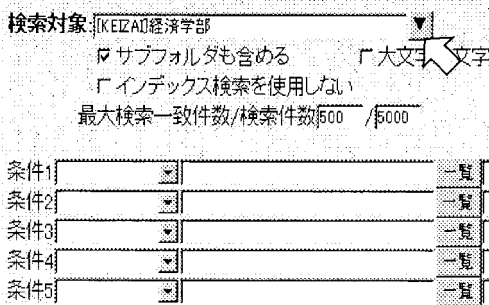 検索対象 [KEIZAI]経済学部
サブフォルダも含める 大文字 文字
インデックス検索を使用しない
最大検索一致件数/検索件数 500 / 5000
条件1 一覧
条件2 一覧
条件3 一覧
条件4 一覧
条件5 一覧